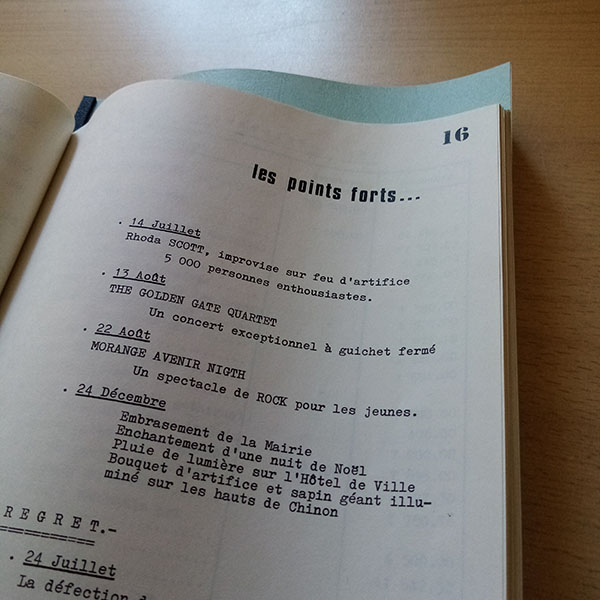 16
les points forts...
. 14 Juillet
Rhoda SCOTT, improvise sur feu d'artifice
5 000 personnes enthousiastes.
. 13 Août
THE GOLDEN GATE QUARTET
Un concert exceptionnel à guichet fermé
. 22 Août
MORANGE AVENIR NIGTH
Un spectacle de ROCK pour les jeunes.
. 24 Décembre
Embrasement de la Mairie
Enchantement d'une nuit de Noël
Pluie de lumière sur l'Hôtel de Ville
Bouquet d'artifice et sapin géant illu-
miné sur les hauts de Chinon
R E G R E T.-
. 24 Juillet
La défection